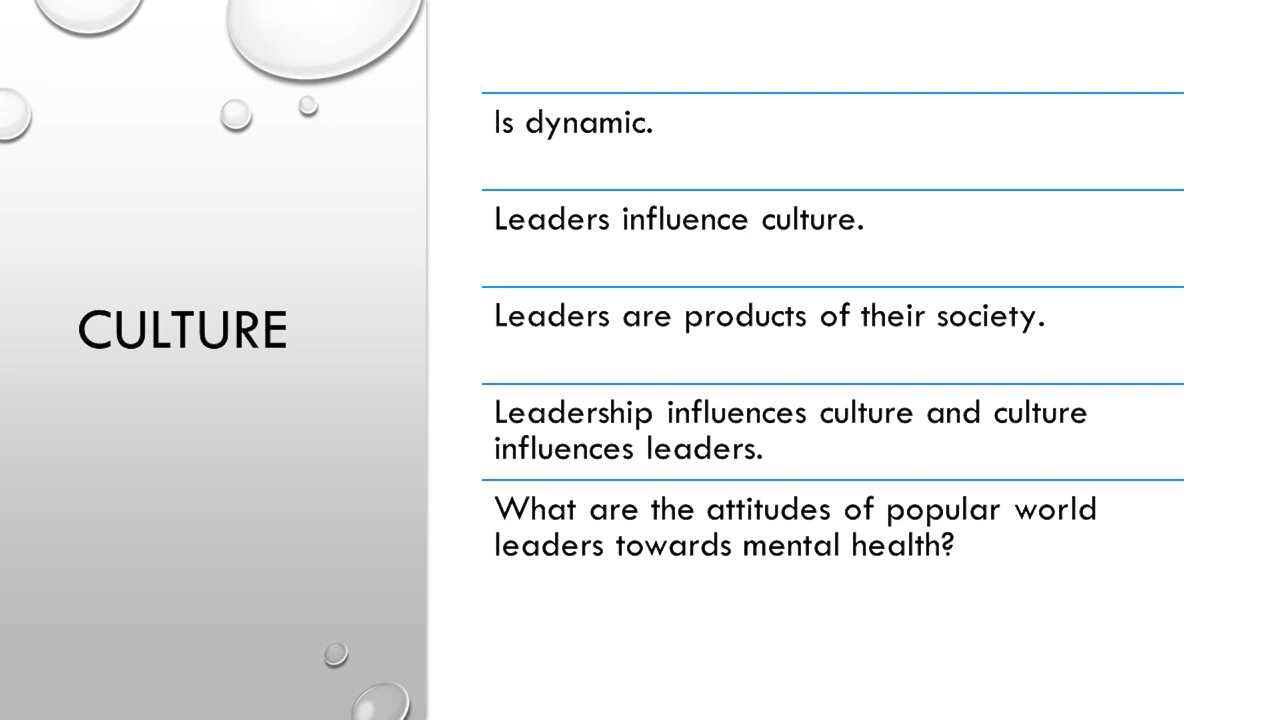 CULTURE
Is dynamic.
Leaders influence culture.
Leaders are products of their society.
Leadership influences culture and culture
influences leaders.
What are the attitudes of popular world
leaders towards mental health?